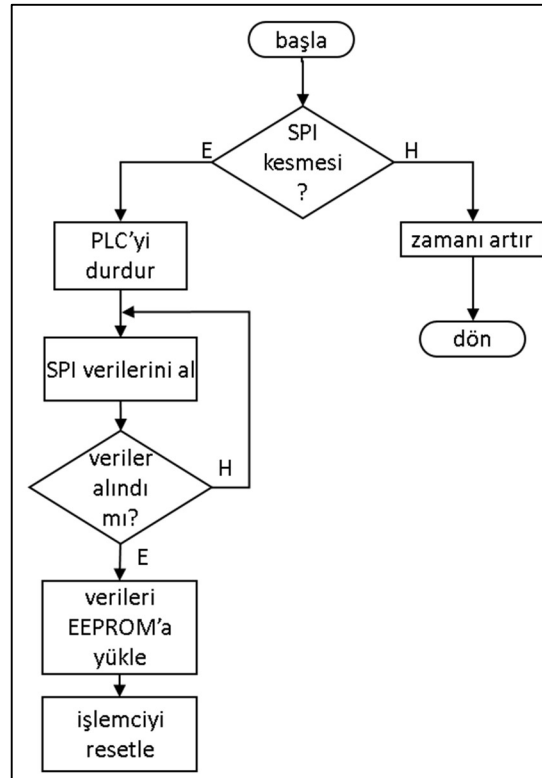 başla
SPI
kesmesi
?
E
H
PLC'yi
durdur
zamanı artır
dön
SPI verilerini al
veriler
alındı
mı?
H
E
verileri
EEPROM'a
yükle
işlemciyi
resetle